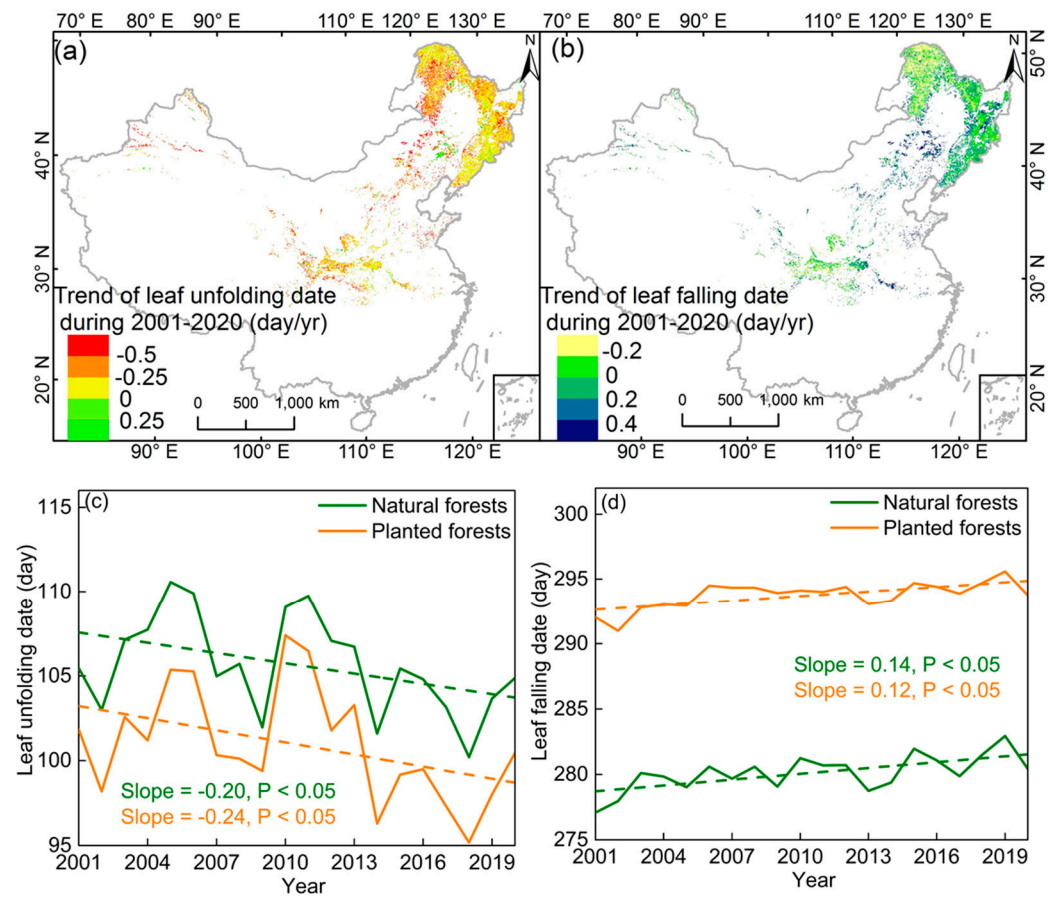 70° E 80° E 90° E 100° E 110° E 120° E 130° E
70° E 80° E 90° E 100° E 110° E 120° E 130° E
(a)
N
(b)
N
50° N
40° N
40° N
30° N
30° N
20° N
20° N
Trend of leaf unfolding date
during 2001-2020 (day/yr)
-0.5
-0.25
0
0.25
0 500 1,000 km
Trend of leaf falling date
during 2001-2020 (day/yr)
-0.2
0
0.2
0.4
0 500 1,000 km
90° E 100° E 110° E 120° E
90° E 100° E 110° E 120° E
(c)
Natural forests
Planted forests
Leaf unfolding date (day)
115
110
105
100
95
Slope = -0.20, P < 0.05
Slope = -0.24, P < 0.05
2001 2004 2007 2010 2013 2016 2019
Year
(d)
Natural forests
Planted forests
Leaf falling date (day)
300
295
290
285
280
275
Slope = 0.14, P < 0.05
Slope = 0.12, P < 0.05
2001 2004 2007 2010 2013 2016 2019
Year